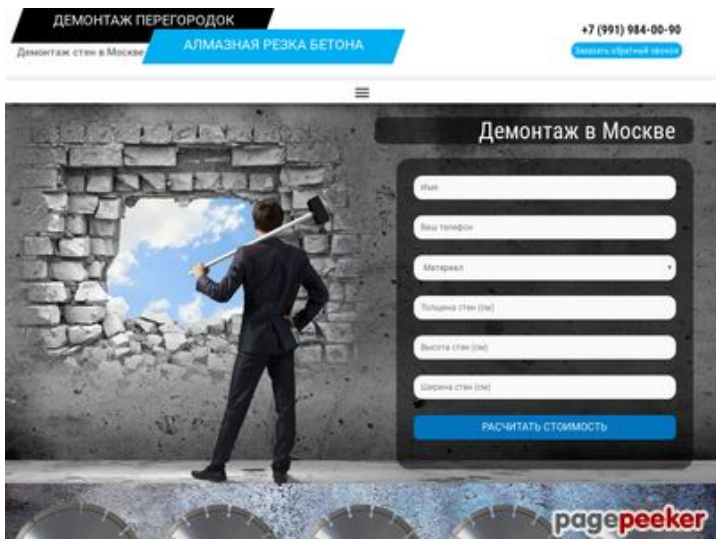 ДЕМОНТАЖ ПЕРЕГОРОДОК
АЛМАЗНАЯ РЕЗКА БЕТОНА
Демонтаж стен в Москве
+7 (991) 984-00-90
Заказать обратный звонок
Демонтаж в Москве
Имя
Ваш телефон
Материал
Толщина стен (см)
Высота стен (см)
Ширина стен (см)
РАСЧИТАТЬ СТОИМОСТЬ
pagepeeker